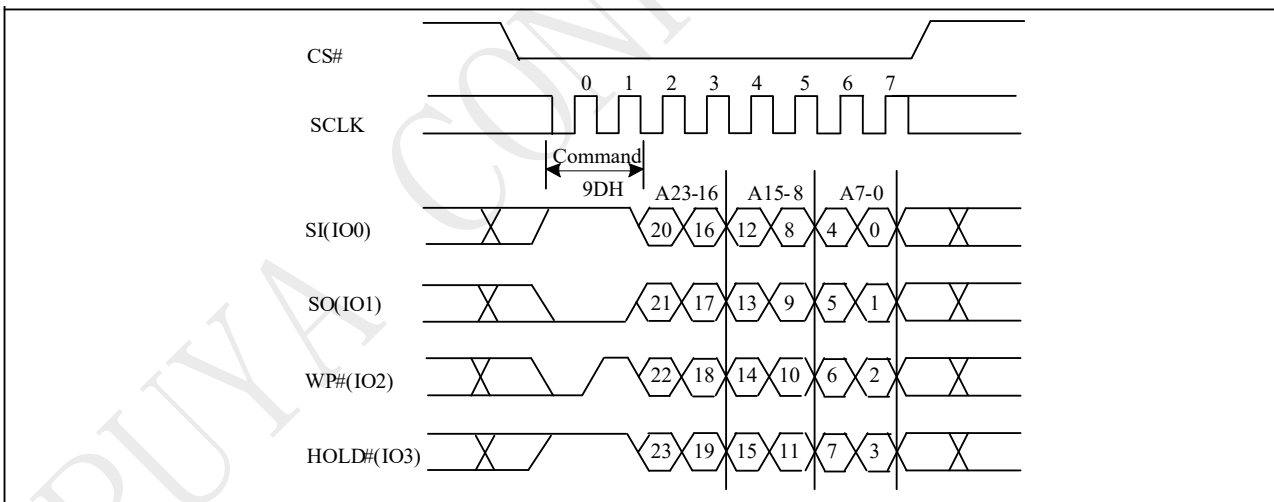 CS#
0 1 2 3 4 5 6 7
SCLK
Command
9DH
A23-16 A15-8 A7-0
SI(IO0) 20 16 12 8 4 0
SO(IO1) 21 17 13 9 5 1
WP#(IO2) 22 18 14 10 6 2
HOLD#(IO3) 23 19 15 11 7 3
PUYA